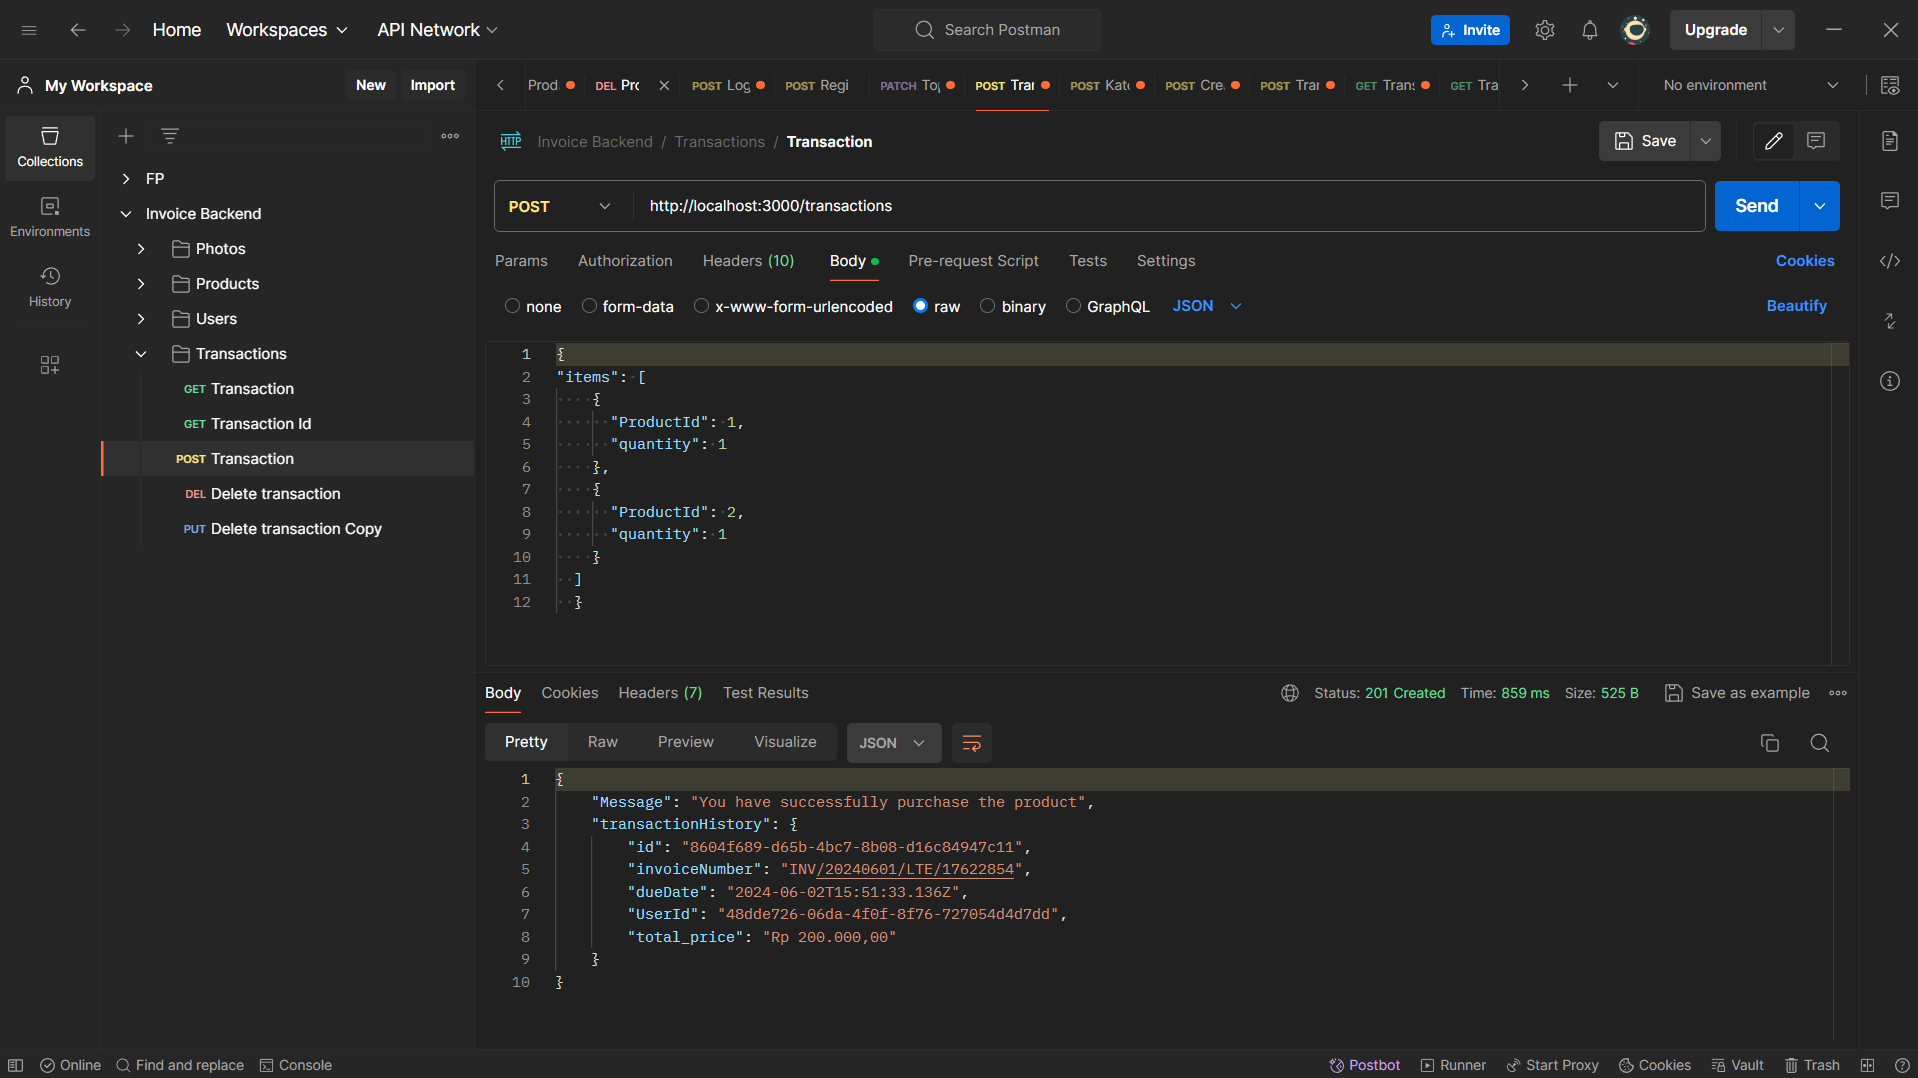 Home Workspaces API Network Search Postman Invite Upgrade
My Workspace New Import Prod DEL Prc POST Log POST Regi PATCH Toj POST Trar POST Kat POST Cre POST Trar GET Trans GET Tra No environment
Collections
Environments
History
FP
Invoice Backend
Photos
Products
Users
Transactions
GET Transaction
GET Transaction Id
POST Transaction
DEL Delete transaction
PUT Delete transaction Copy
HTTP Invoice Backend / Transactions / Transaction Save
POST http://localhost:3000/transactions Send
Params Authorization Headers (10) Body Pre-request Script Tests Settings Cookies
none form-data x-www-form-urlencoded raw binary GraphQL JSON Beautify
1 {
2 "items": [
3 {
4 "ProductId": 1,
5 "quantity": 1
6 },
7 {
8 "ProductId": 2,
9 "quantity": 1
10 }
11 ]
12 }
Body Cookies Headers (7) Test Results Status: 201 Created Time: 859 ms Size: 525 B Save as example
Pretty Raw Preview Visualize JSON
1 {
2 "Message": "You have successfully purchase the product",
3 "transactionHistory": {
4 "id": "8604f689-d65b-4bc7-8b08-d16c84947c11",
5 "invoiceNumber": "INV/20240601/LTE/17622854",
6 "dueDate": "2024-06-02T15:51:33.136Z",
7 "UserId": "48dde726-06da-4f0f-8f76-727054d4d7dd",
8 "total_price": "Rp 200.000,00"
9 }
10 }
Online Find and replace Console Postbot Runner Start Proxy Cookies Vault Trash